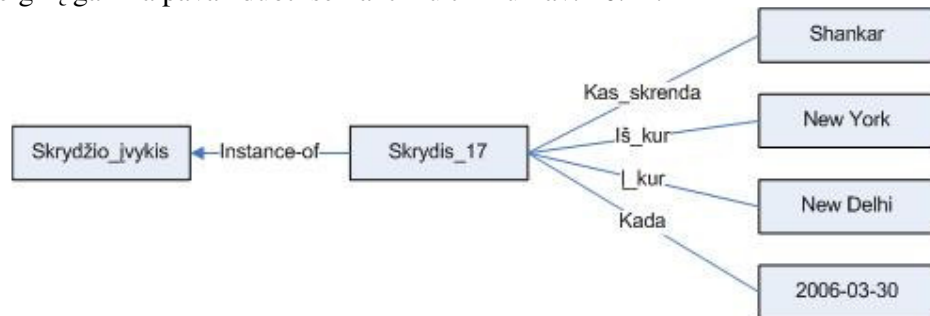 Shankar
Kas_skrenda
New York
Iš_kur
Skrydžio_įvykis
Instance-of
Skrydis_17
Į_kur
New Delhi
Kada
2006-03-30